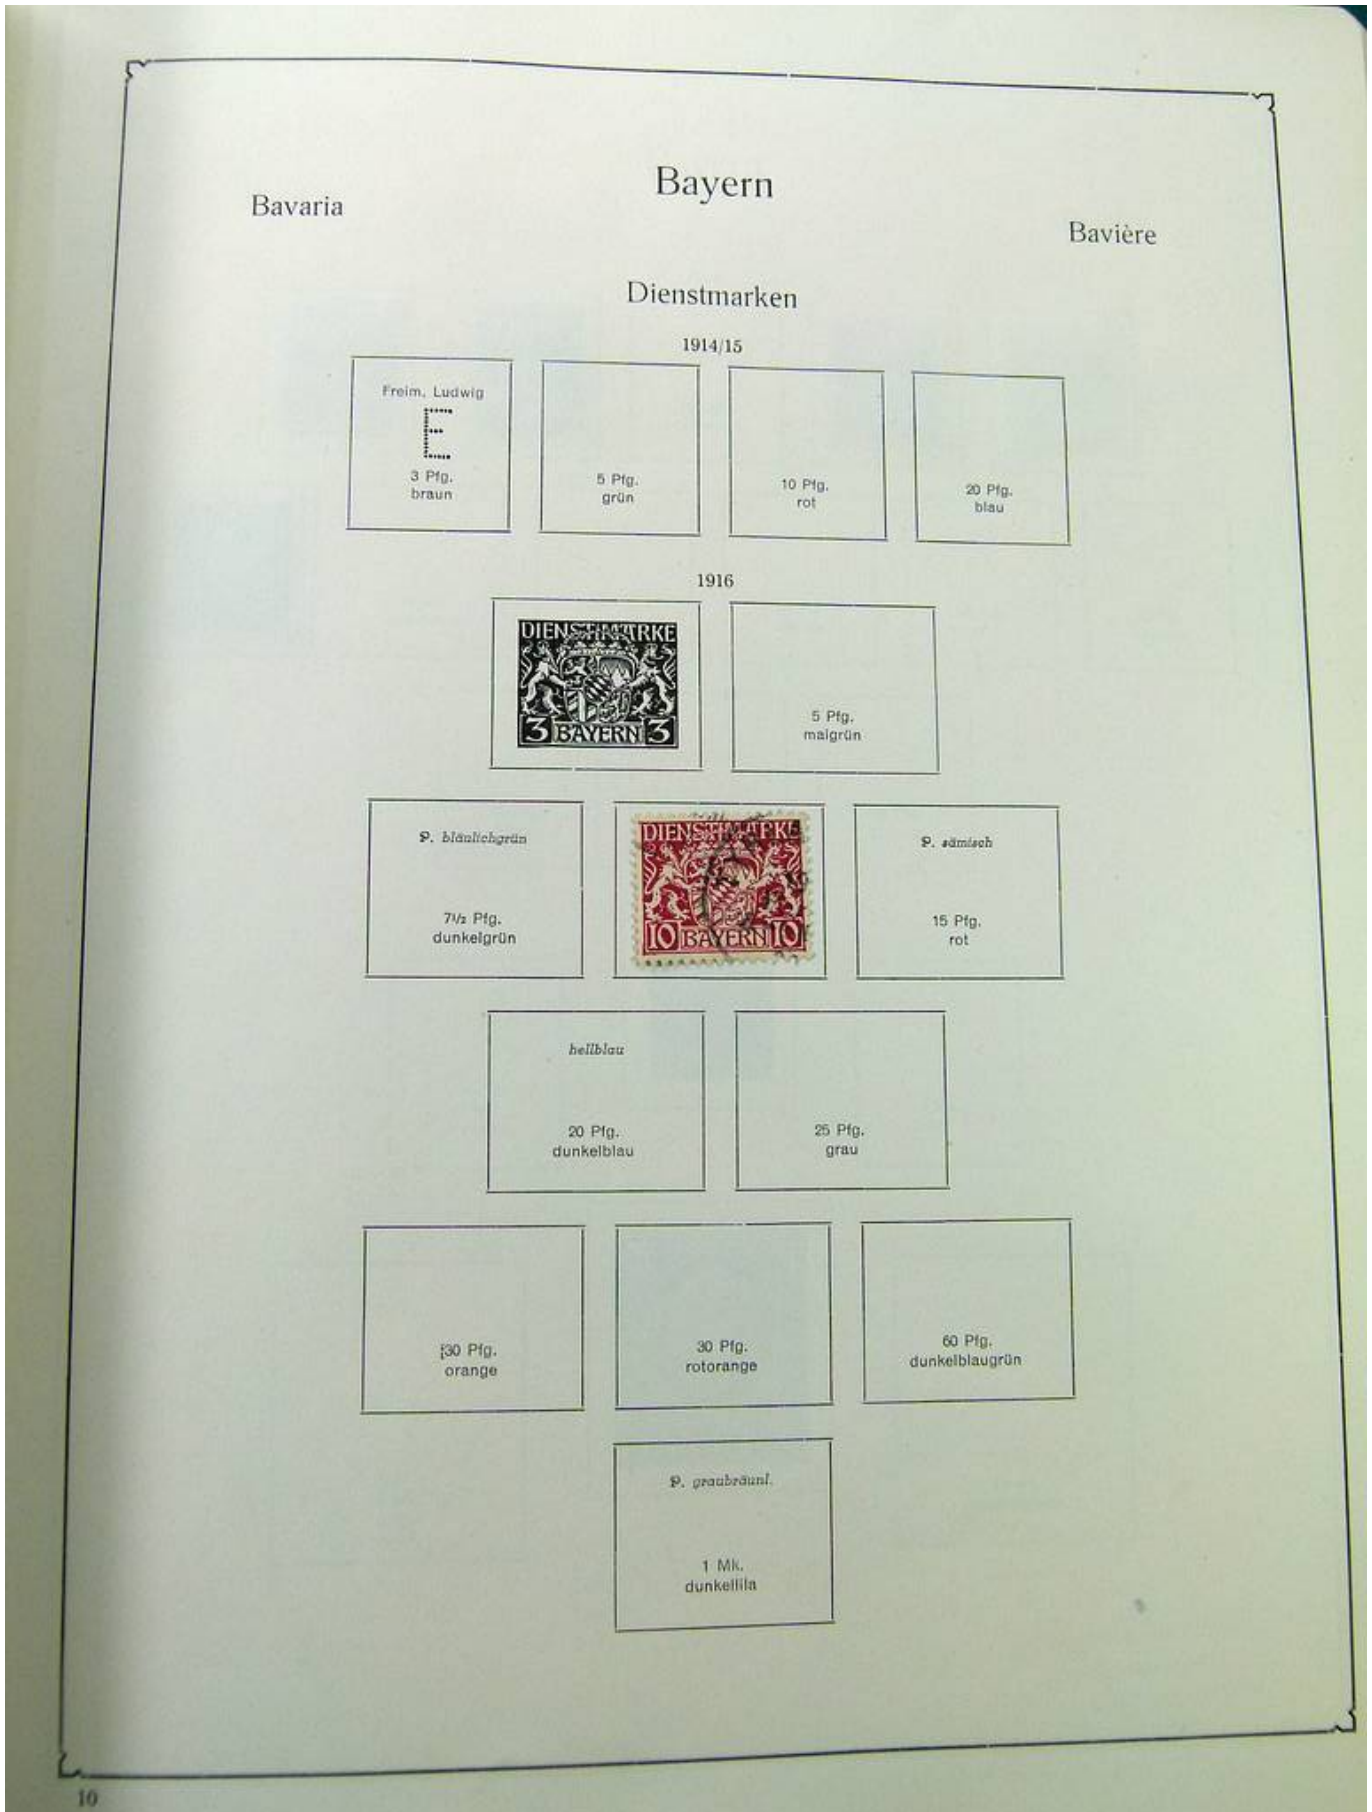 Bayern
Bavaria
Bavière
Dienstmarken
1914/15
Freim. Ludwig
E
3 Pfg.
braun
5 Pfg.
grün
10 Pfg.
rot
20 Pfg.
blau
1916
DIENSTMARKE
3 BAYERN 3
5 Pfg.
maigrün
P. bläulichgrün
7½ Pfg.
dunkelgrün
DIENSTMARKE
10 BAYERN 10
P. sämisch
15 Pfg.
rot
hellblau
20 Pfg.
dunkelblau
25 Pfg.
grau
30 Pfg.
orange
30 Pfg.
rotorange
60 Pfg.
dunkelblaugrün
P. graubräunl.
1 Mk.
dunkellila
10